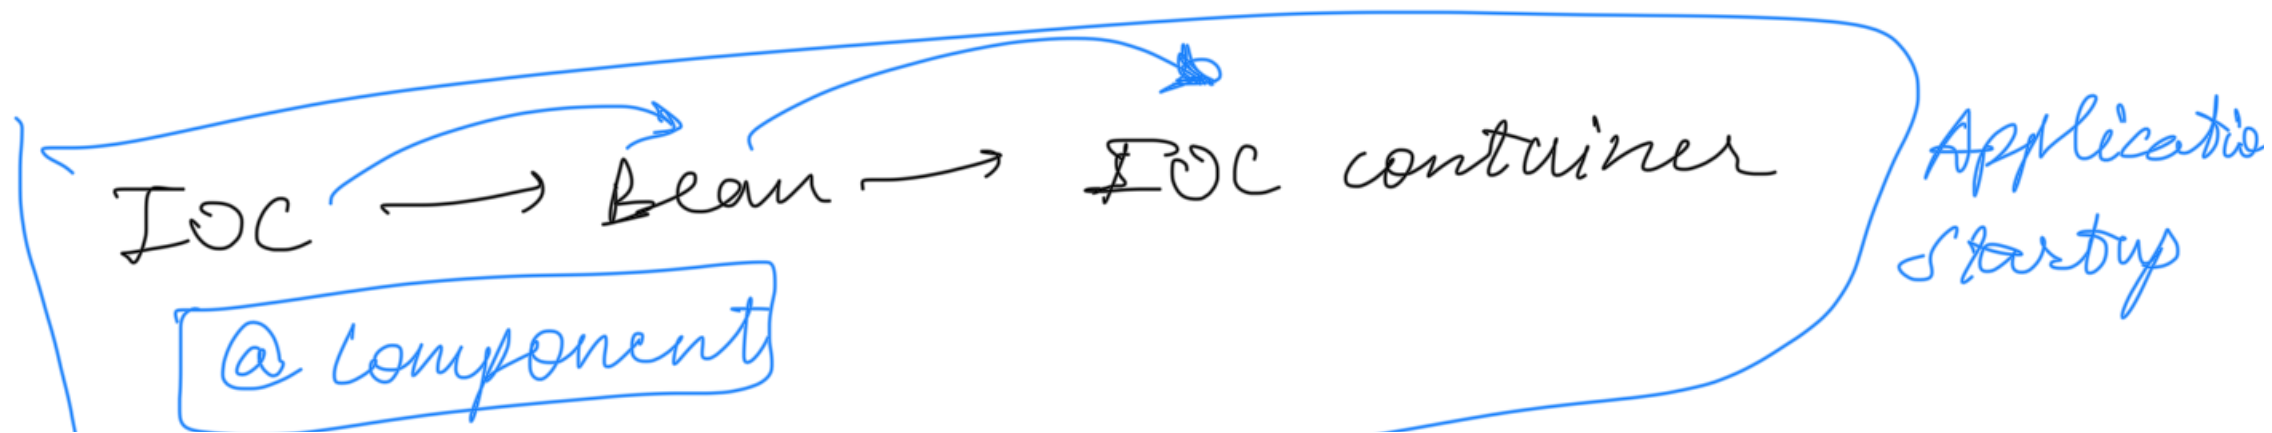 IOC → Bean → IOC container
@Component
Applicatio
Startup